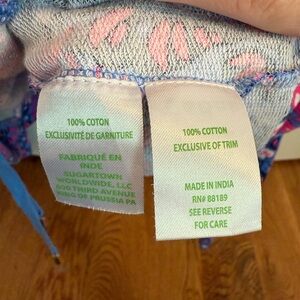 100% COTON
EXCLUSIVITÉ DE GARNITURE
FABRIQUÉ EN
INDE
SUGARTOWN
WORLDWIDE, LLC
800 THIRD AVENUE
KING OF PRUSSIA PA
100% COTTON
EXCLUSIVE OF TRIM
MADE IN INDIA
RN# 88189
SEE REVERSE
FOR CARE